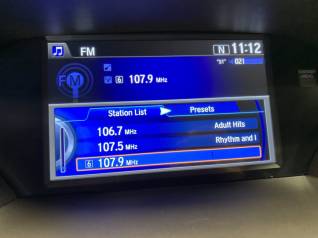 FM N 11:12
021
FM 6 107.9 MHz
Station List Presets
106.7 MHz Adult Hits
107.5 MHz Rhythm and
6 107.9 MHz